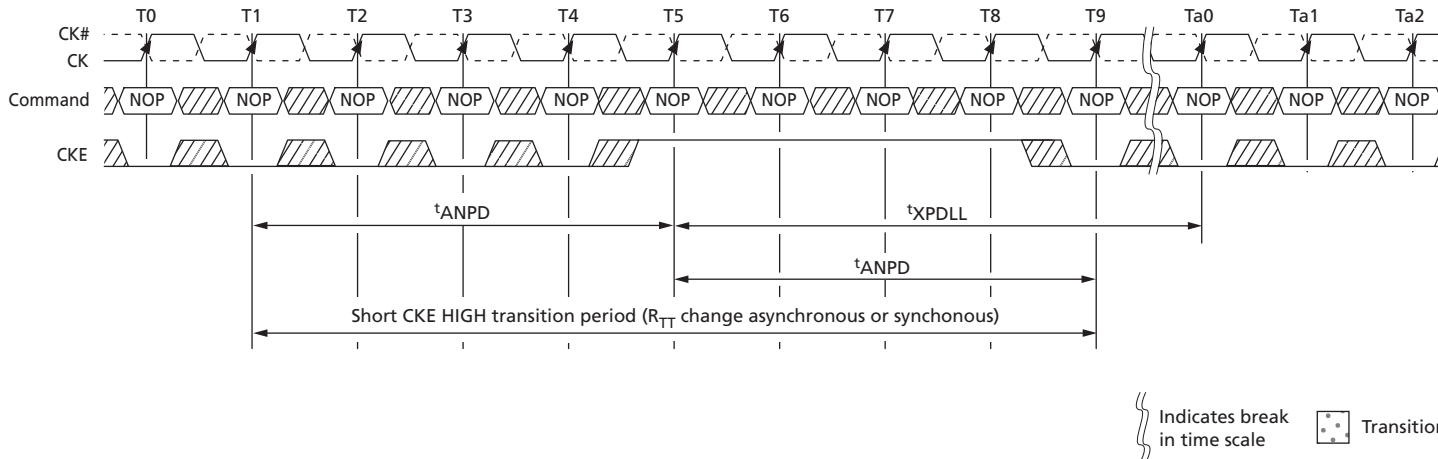 T0 T1 T2 T3 T4 T5 T6 T7 T8 T9 Ta0 Ta1 Ta2
CK#
CK
Command NOP NOP NOP NOP NOP NOP NOP NOP NOP NOP NOP NOP NOP
CKE
tANPD
tXPDLL
tANPD
Short CKE HIGH transition period (RTT change asynchronous or synchonous)
Indicates break
in time scale
Transition